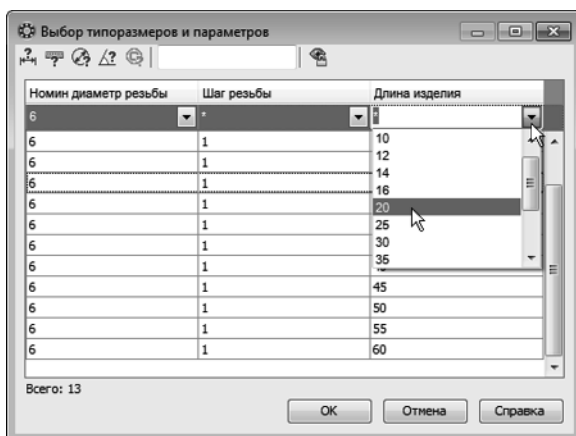 Выбор типоразмеров и параметров
Номин диаметр резьбы Шаг резьбы Длина изделия
6 * *
6 1
6 1
6 1
6 1
6 1
6 1
6 1
6 1 45
6 1 50
6 1 55
6 1 60
10
12
14
16
20
25
30
35
Всего: 13
OK Отмена Справка